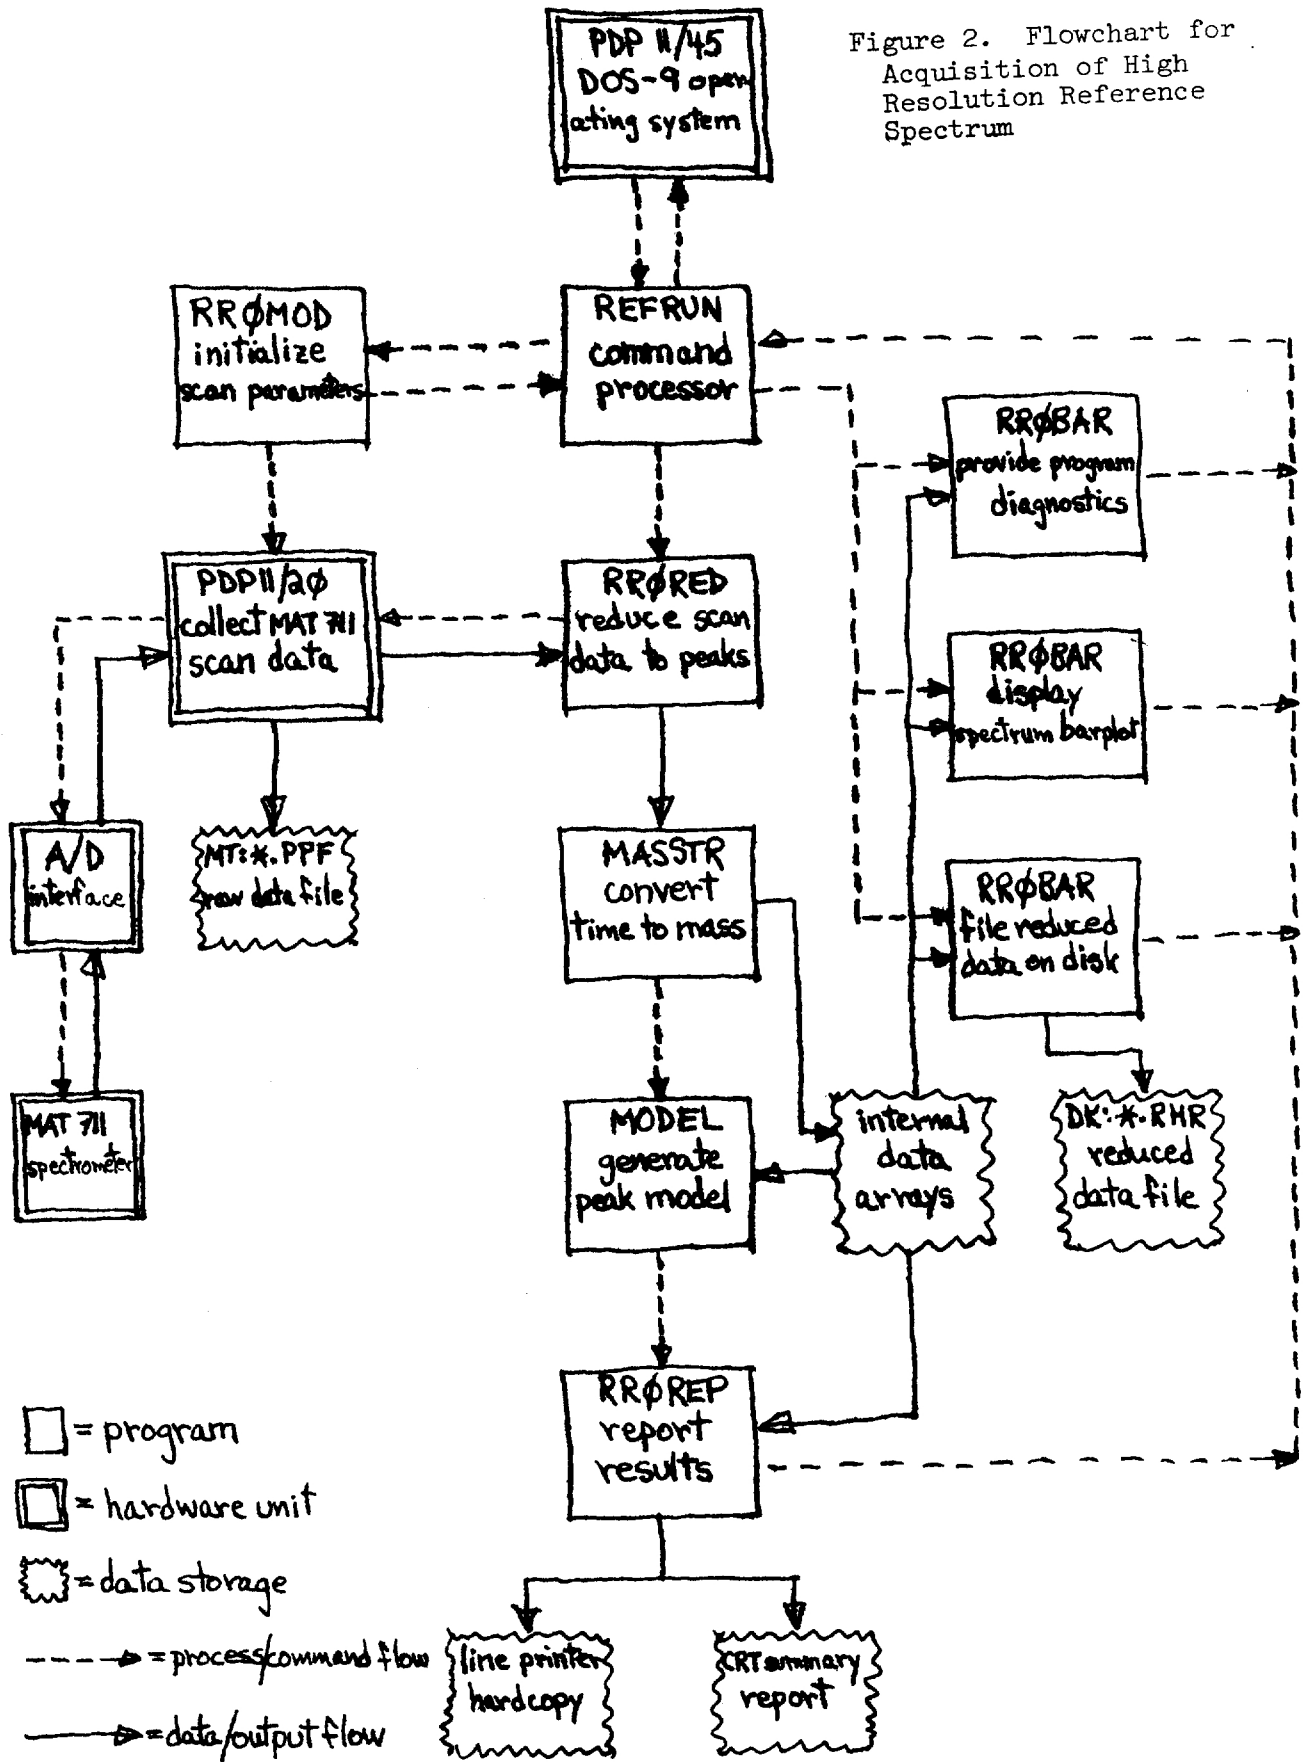 Figure 2. Flowchart for
Acquisition of High
Resolution Reference
Spectrum
PDP 11/45
DOS-9 oper-
ating system
RRØMOD
initialize
scan parameters
REFRUN
command
processor
RRØBAR
provide program
diagnostics
PDP11/2Ø
collect MAT 711
scan data
RRØRED
reduce scan
data to peaks
RRØBAR
display
spectrum barplot
A/D
interface
MT:*.PPF
raw data file
MASSTR
convert
time to mass
RRØBAR
file reduced
data on disk
MAT 711
spectrometer
MODEL
generate
peak model
internal
data
arrays
DK:*.RHR
reduced
data file
RRØREP
report
results
= program
= hardware unit
= data storage
= process/command flow
= data/output flow
line printer
hardcopy
CRT summary
report